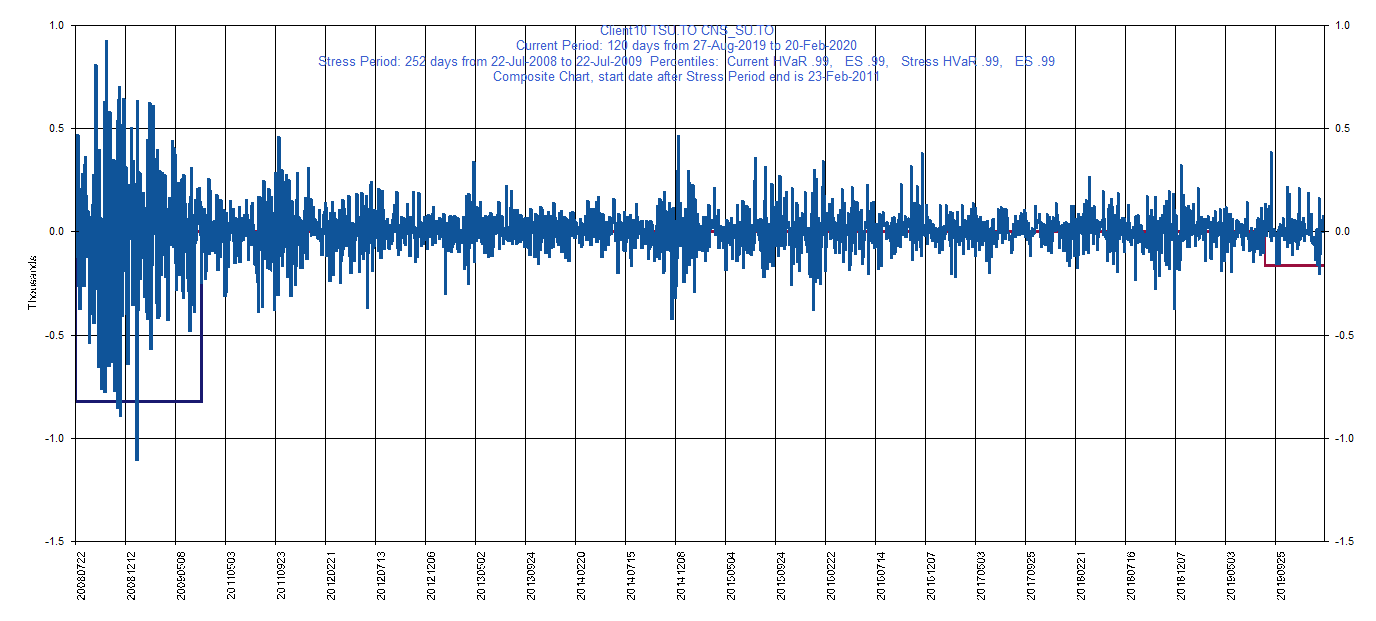 Client10 TSU.TO CNS_SU.TO
Current Period: 120 days from 27-Aug-2019 to 20-Feb-2020
Stress Period: 252 days from 22-Jul-2008 to 22-Jul-2009 Percentiles: Current HVaR .99, ES .99, Stress HVaR .99, ES .99
Composite Chart, start date after Stress Period end is 23-Feb-2011
1.0 1.0
0.5 0.5
0.0 0.0
-0.5 -0.5
-1.0 -1.0
-1.5 -1.5
Thousands
20080722 20081212 20090508 20110503 20110923 20120221 20120713 20121206 20130502 20130924 20140220 20140715 20141208 20150504 20150924 20160222 20160714 20161207 20170503 20170925 20180221 20180716 20181207 20190503 20190925